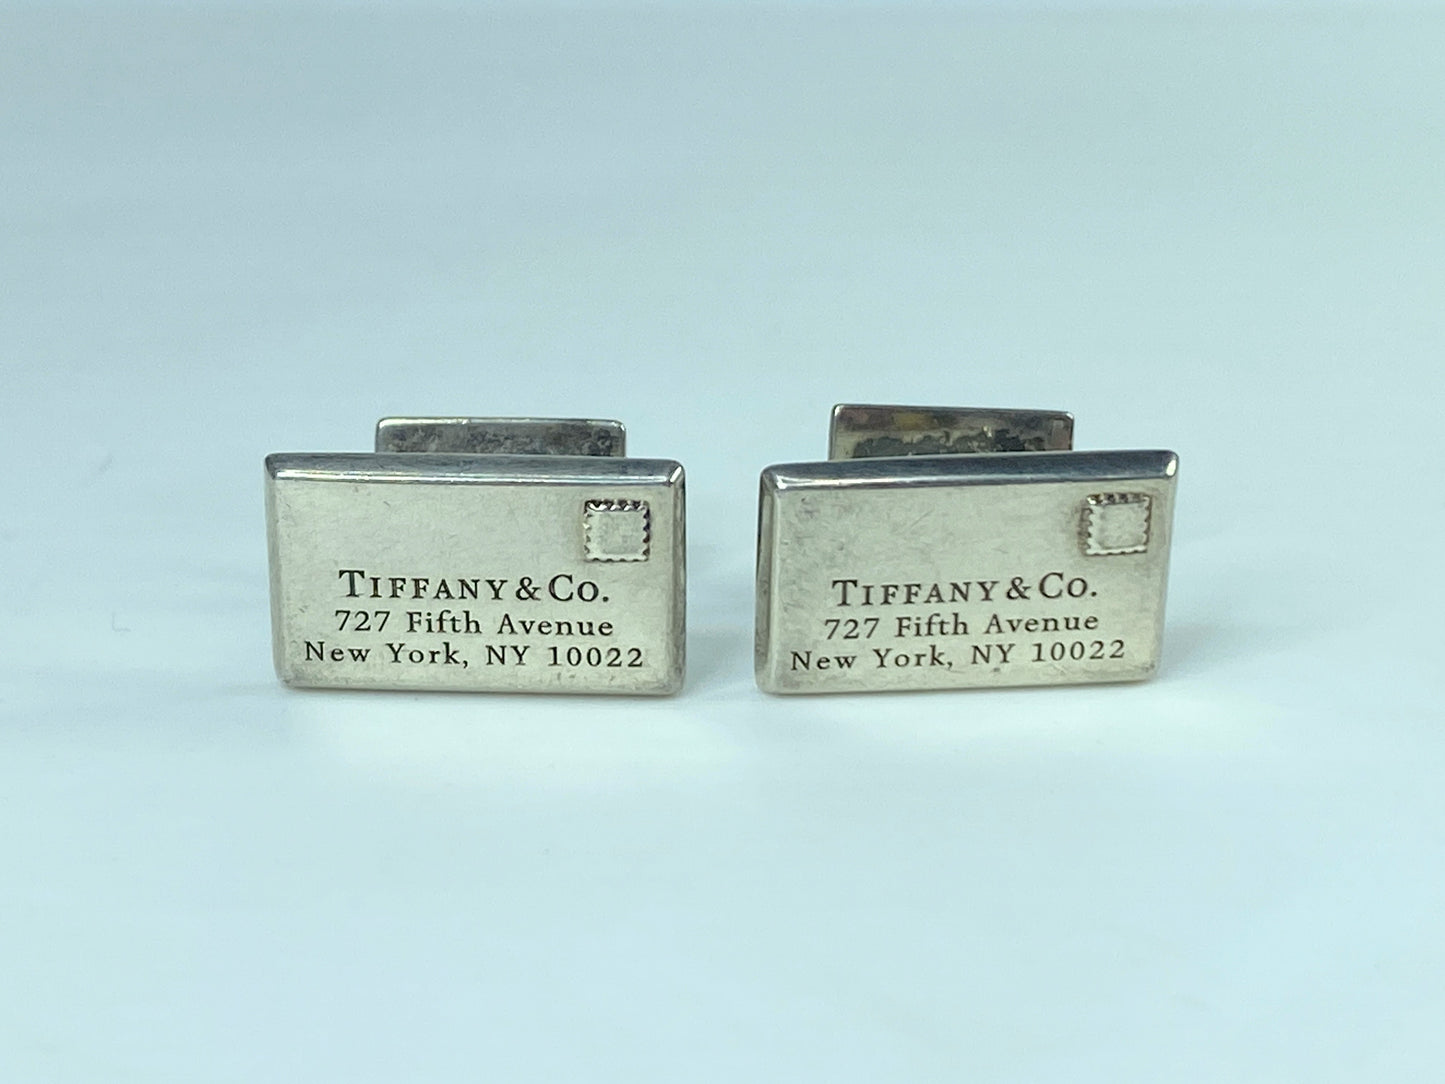 TIFFANY & CO.
727 Fifth Avenue
New York, NY 10022
TIFFANY & CO.
727 Fifth Avenue
New York, NY 10022